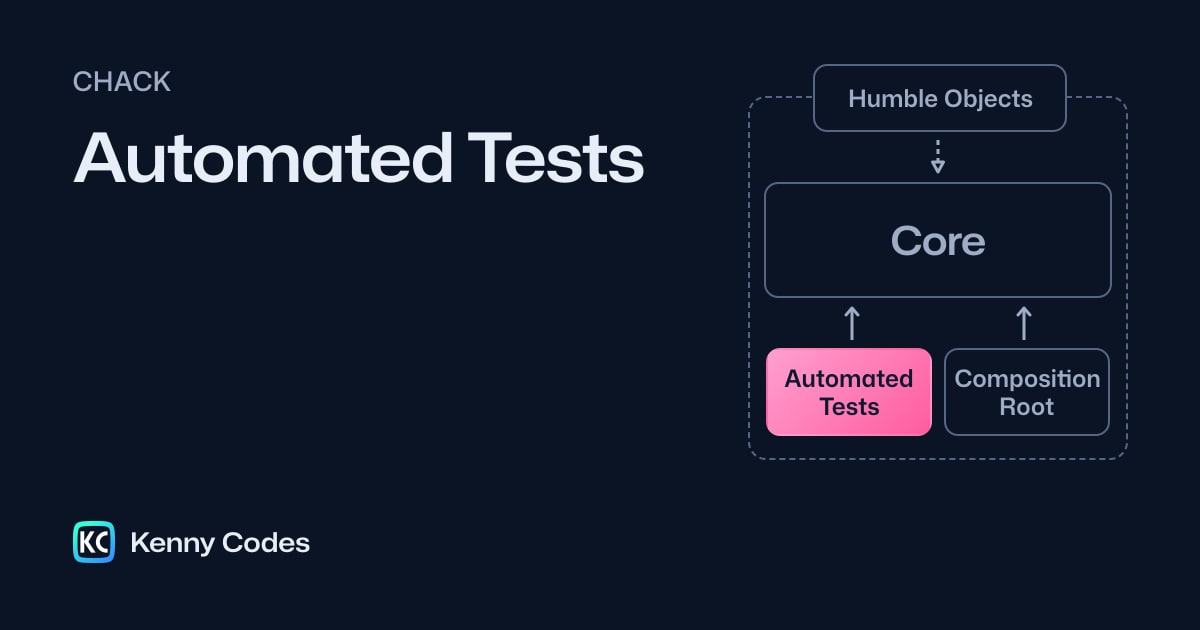 CHACK
Automated Tests
Humble Objects
Core
Automated
Tests
Composition
Root
KC
Kenny Codes